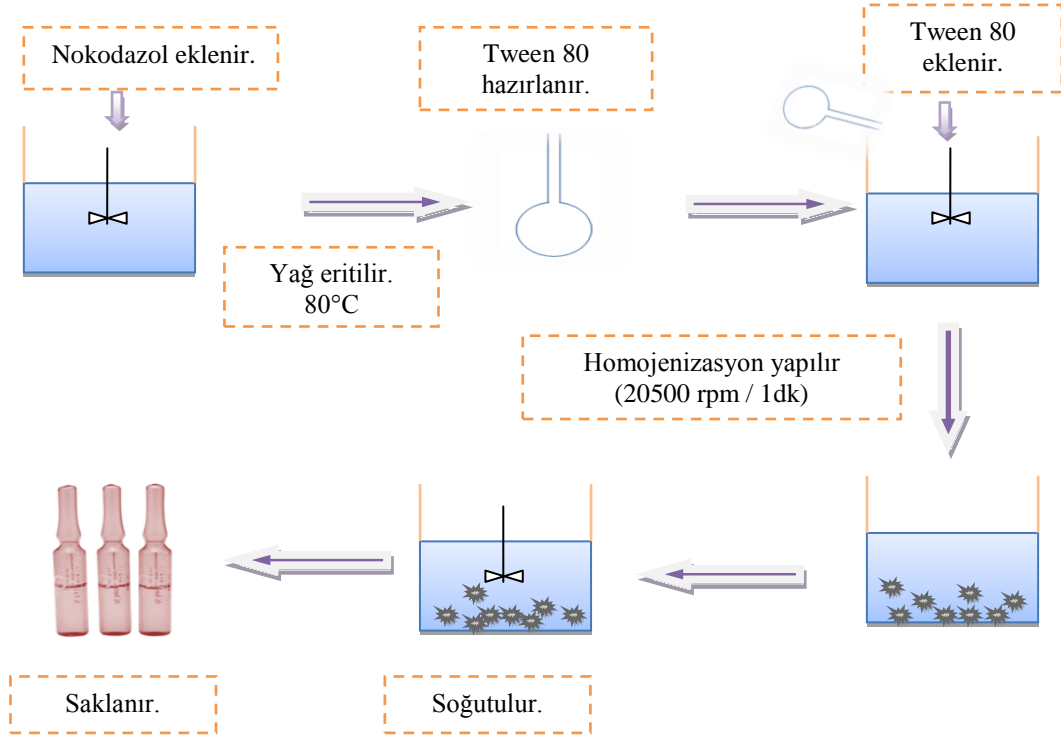 Nokodazol eklenir.
Tween 80
hazırlanır.
Tween 80
eklenir.
Yağ eritilir.
80°C
Homojenizasyon yapılır
(20500 rpm / 1dk)
Saklanır.
Soğutulur.